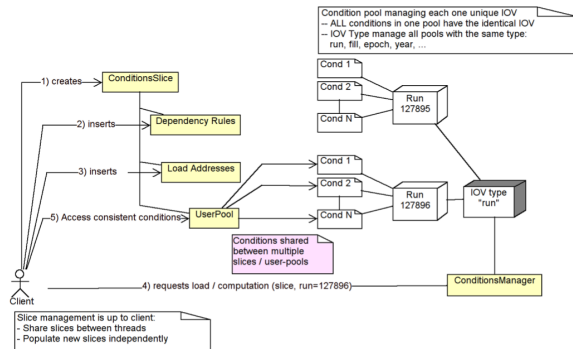 Condition pool managing each one unique IOV
-- ALL conditions in one pool have the identical IOV
-- IOV Type manage all pools with the same type:
run, fill, epoch, year, ...
Cond 1
1) creates
ConditionsSlice
Cond 2
Run
127895
2) inserts
Dependency Rules
Cond N
3) inserts
Load Addresses
Cond 1
Cond 2
Run
127896
IOV type
"run"
5) Access consistent conditions
UserPool
Cond N
Conditions shared
between multiple
slices / user-pools
4) requests load / computation (slice, run=127896)
ConditionsManager
Client
Slice management is up to client:
- Share slices between threads
- Populate new slices independently